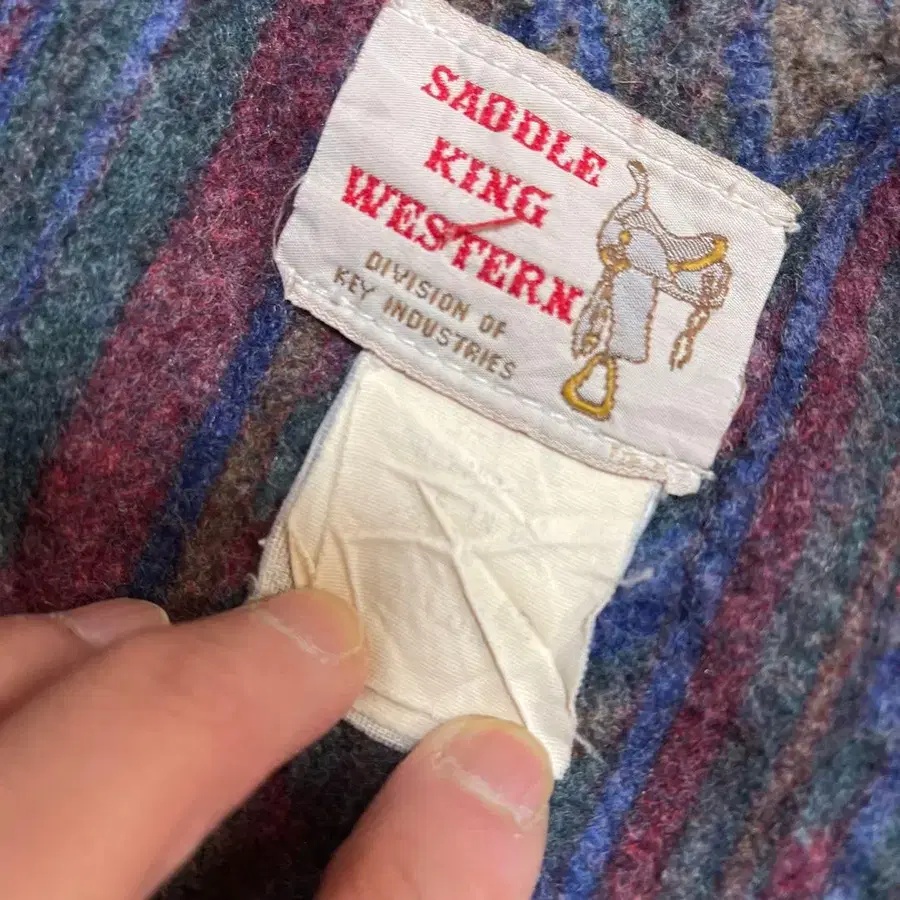 SADDLE
KING
WESTERN
DIVISION OF
KEY INDUSTRIES